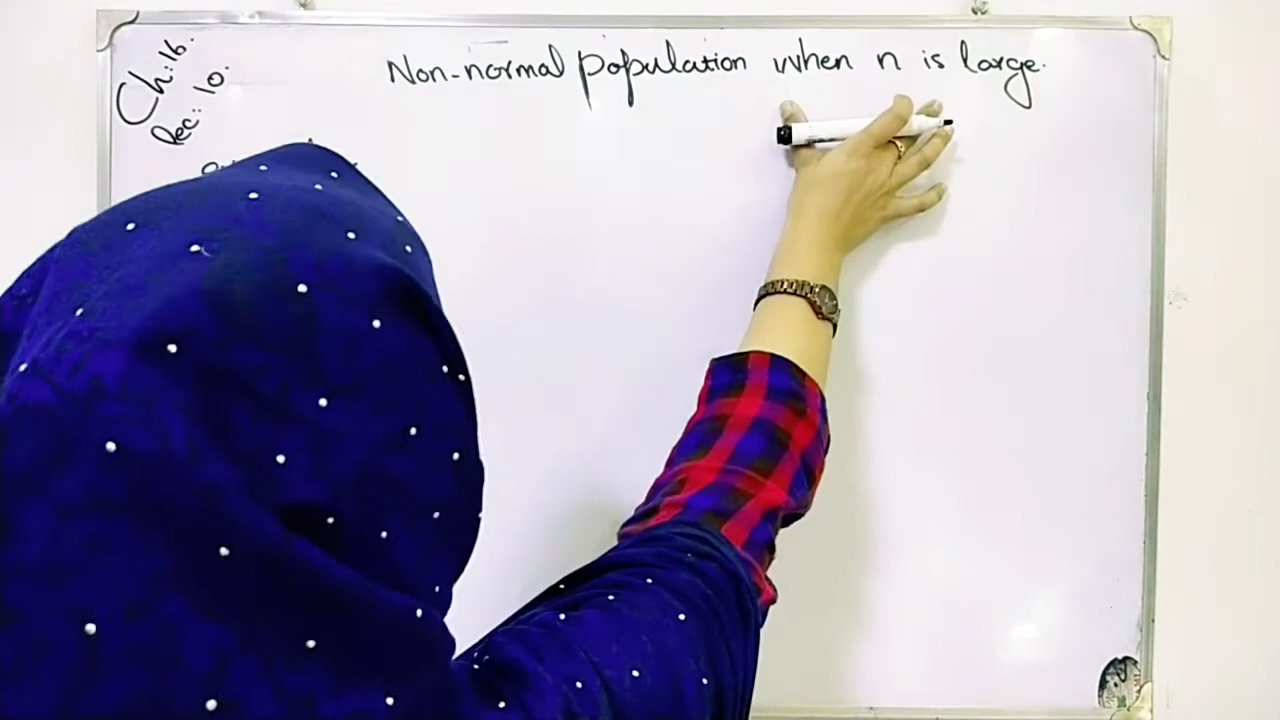 Ch:16.
Lec: 10.
Non-normal population when n is large.